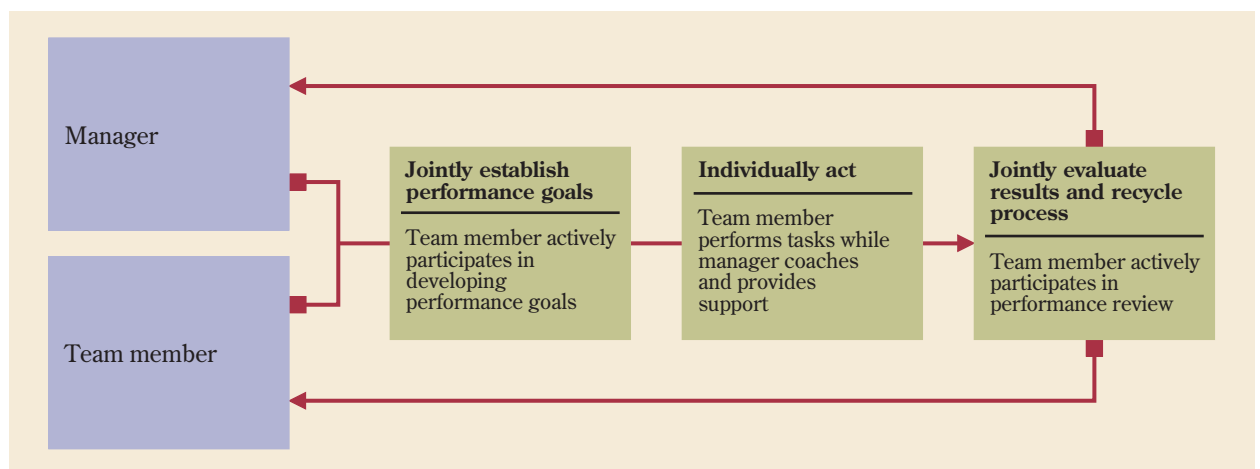 Manager
Team member
Jointly establish
performance goals
Team member actively
participates in
developing
performance goals
Individually act
Team member
performs tasks while
manager coaches
and provides
support
Jointly evaluate
results and recycle
process
Team member actively
participates in
performance review